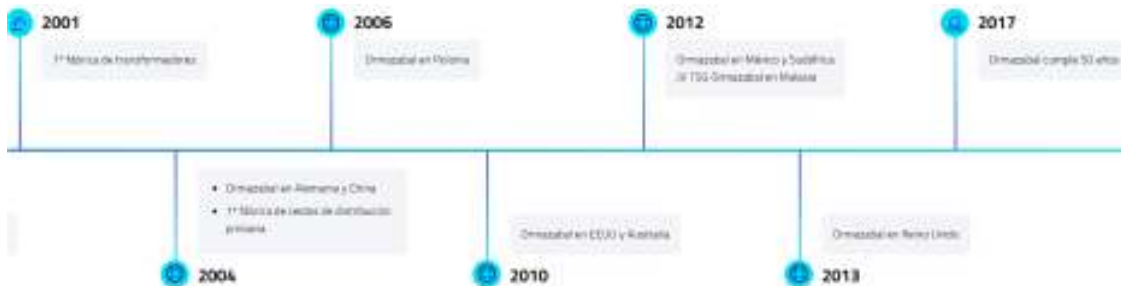 2001
1ª fábrica de transformadores
2006
Ormazabal en Polonia
2012
Ormazabal en México y Sudáfrica
JV TSG-Ormazabal en Malasia
2017
Ormazabal cumple 50 años
• Ormazabal en Alemania y China
• 1ª fábrica de celdas de distribución
primaria
2004
Ormazabal en EEUU y Australia
2010
Ormazabal en Reino Unido
2013